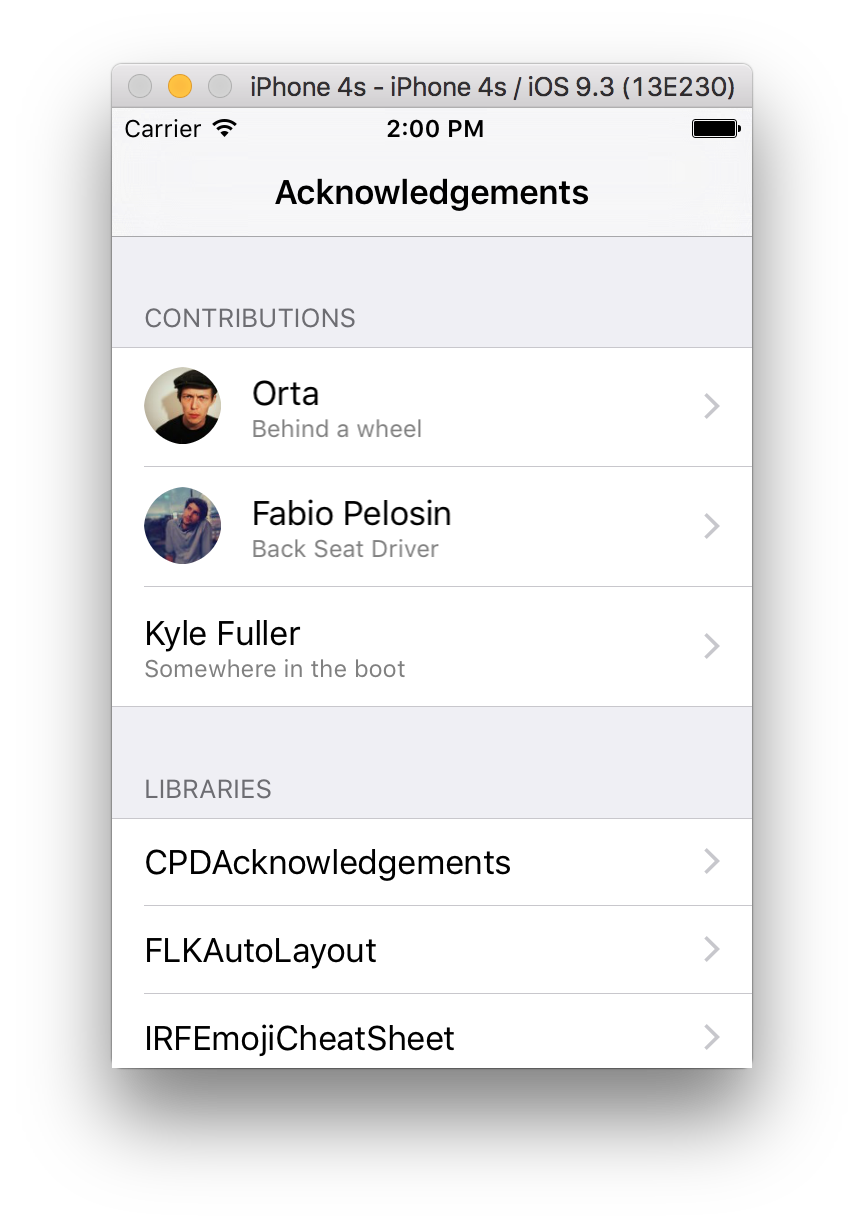 iPhone 4s - iPhone 4s / iOS 9.3 (13E230)
Carrier 2:00 PM
Acknowledgements
CONTRIBUTIONS
Orta
Behind a wheel
Fabio Pelosin
Back Seat Driver
Kyle Fuller
Somewhere in the boot
LIBRARIES
CPDAcknowledgements
FLKAutoLayout
IRFEmojiCheatSheet